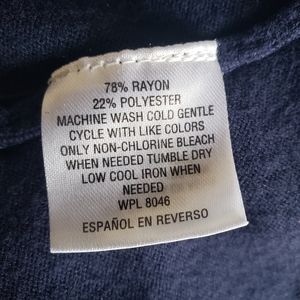 78% RAYON
22% POLYESTER
MACHINE WASH COLD GENTLE
CYCLE WITH LIKE COLORS
ONLY NON-CHLORINE BLEACH
WHEN NEEDED TUMBLE DRY
LOW COOL IRON WHEN
NEEDED
WPL 8046
ESPAÑOL EN REVERSO